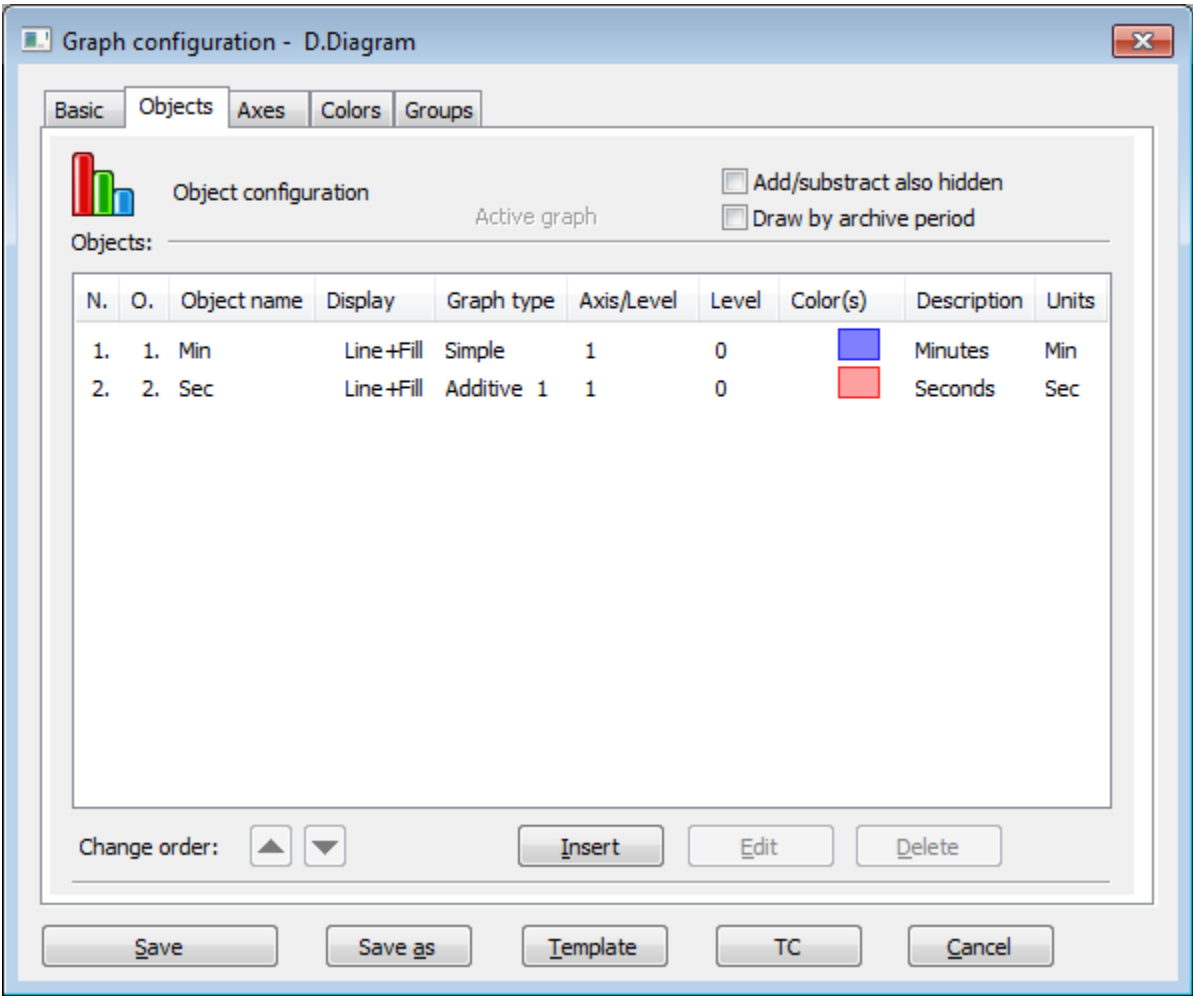 Graph configuration - D.Diagram
Basic Objects Axes Colors Groups
Object configuration
Active graph
Add/substract also hidden
Draw by archive period
Objects:
N. O. Object name Display Graph type Axis/Level Level Color(s) Description Units
1. 1. Min Line+Fill Simple 1 0 Minutes Min
2. 2. Sec Line+Fill Additive 1 1 0 Seconds Sec
Change order: Insert Edit Delete
Save Save as Template TC Cancel